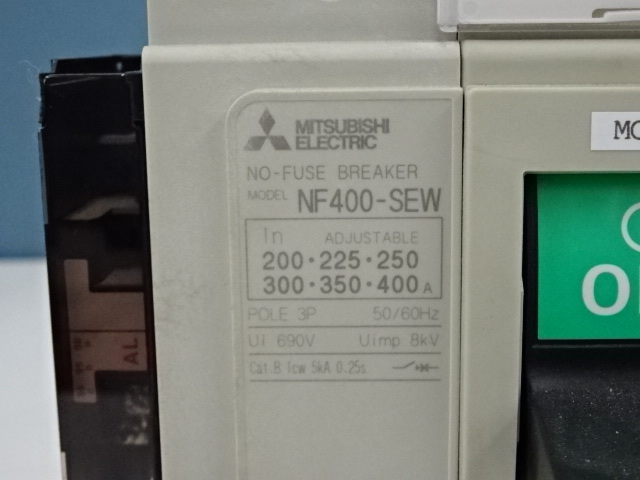 MITSUBISHI
ELECTRIC
NO-FUSE BREAKER
MODEL NF400-SEW
In ADJUSTABLE
200·225·250
300·350·400 A
POLE 3P 50/60Hz
Ui 690V Uimp 8kV
Cat.B Icw 5kA 0.25s
AL